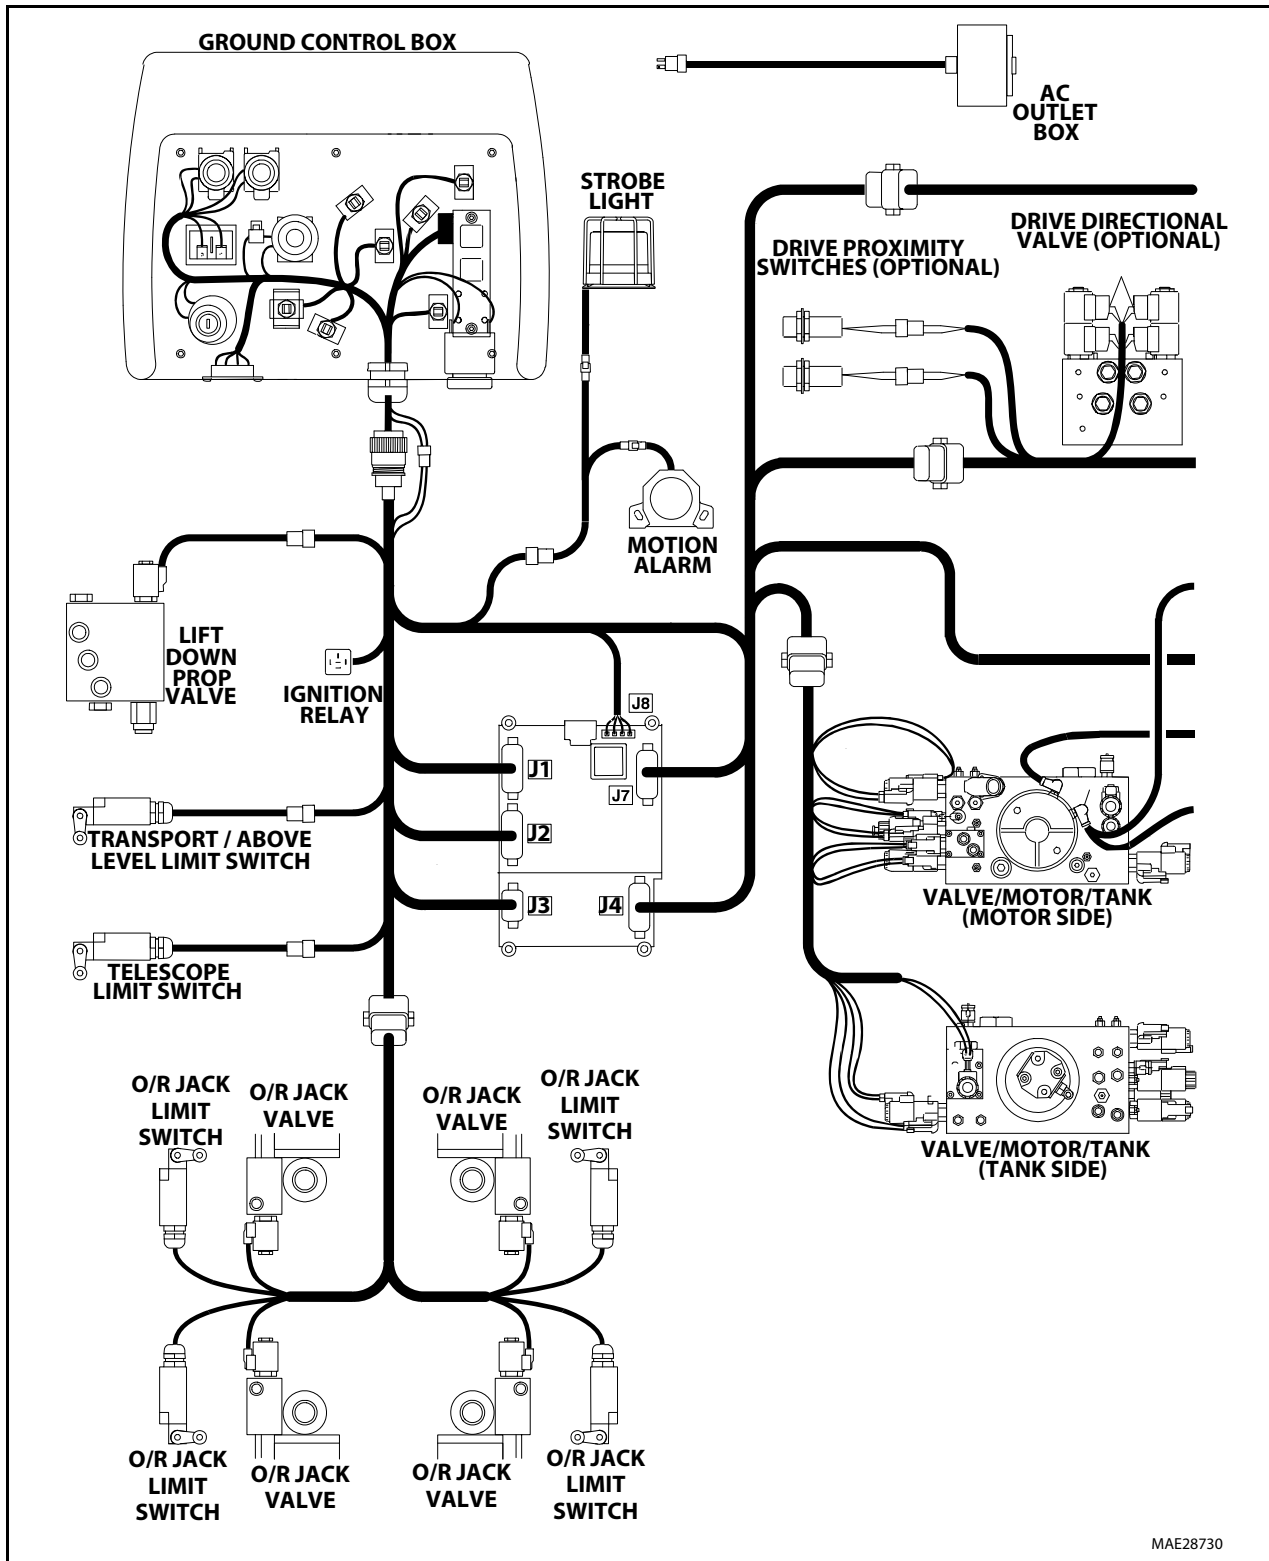 GROUND CONTROL BOX
AC
OUTLET
BOX
STROBE
LIGHT
DRIVE DIRECTIONAL
VALVE (OPTIONAL)
DRIVE PROXIMITY
SWITCHES (OPTIONAL)
MOTION
ALARM
LIFT
DOWN
PROP
VALVE
IGNITION
RELAY
J8
J1
J7
J2
J3
J4
TRANSPORT / ABOVE
LEVEL LIMIT SWITCH
VALVE/MOTOR/TANK
(MOTOR SIDE)
TELESCOPE
LIMIT SWITCH
O/R JACK
LIMIT
SWITCH
O/R JACK
VALVE
O/R JACK
VALVE
O/R JACK
LIMIT
SWITCH
VALVE/MOTOR/TANK
(TANK SIDE)
O/R JACK
LIMIT
SWITCH
O/R JACK
VALVE
O/R JACK
VALVE
O/R JACK
LIMIT
SWITCH
MAE28730